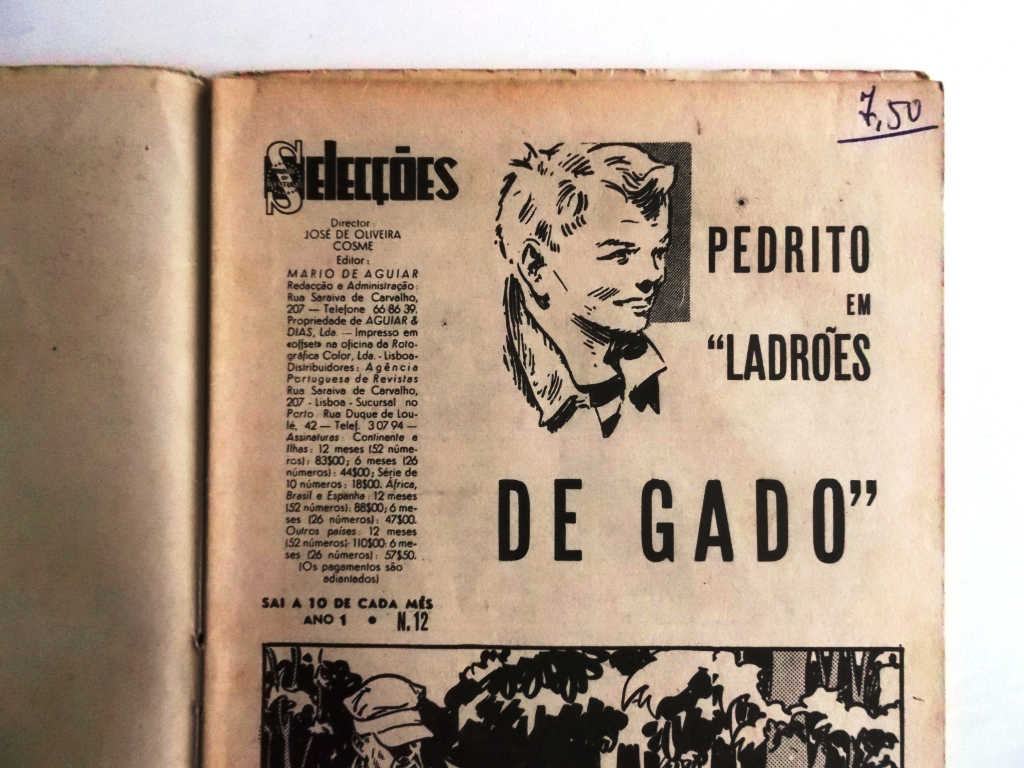 7,50
Selecções
Director:
JOSÉ DE OLIVEIRA
COSME
Editor:
MARIO DE AGUIAR
Redacção e Administração:
Rua Saraiva de Carvalho,
207 — Telefone 66 86 39.
Propriedade de AGUIAR &
DIAS, Lda. — Impresso em
«offset» na oficina da Roto-
gráfica Color, Lda. - Lisboa-
Distribuidores: Agência
Portuguesa de Revistas
Rua Saraiva de Carvalho,
207 - Lisboa - Sucursal no
Porto: Rua Duque de Lou-
lé, 42 — Telef. 3 07 94 —
Assinaturas: Continente e
Ilhas: 12 meses (52 núme-
ros): 83$00; 6 meses (26
números): 44$00; Série de
10 números: 18$00. África,
Brasil e Espanha: 12 meses
(52 números): 88$00; 6 me-
ses (26 números): 47$00.
Outros países: 12 meses
(52 números): 110$00; 6 me-
ses (26 números): 57$50.
(Os pagamentos são
adiantados)
SAI A 10 DE CADA MÊS
ANO 1 • N. 12
PEDRITO
EM
“LADRÕES
DE GADO”